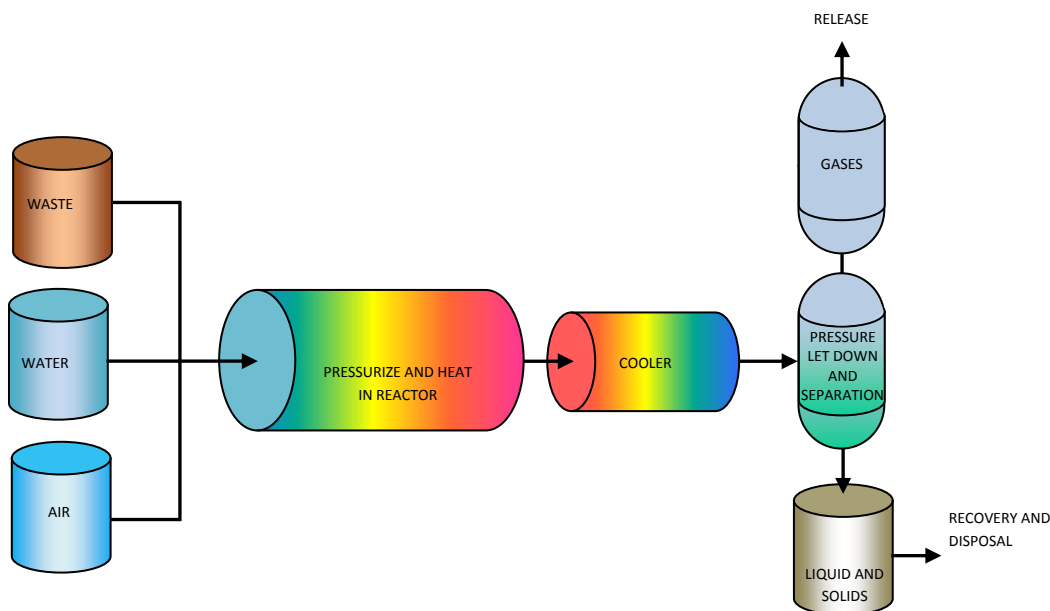 RELEASE
GASES
WASTE
WATER
AIR
PRESSURIZE AND HEAT
IN REACTOR
COOLER
PRESSURE
LET DOWN
AND
SEPARATION
LIQUID AND
SOLIDS
RECOVERY AND
DISPOSAL